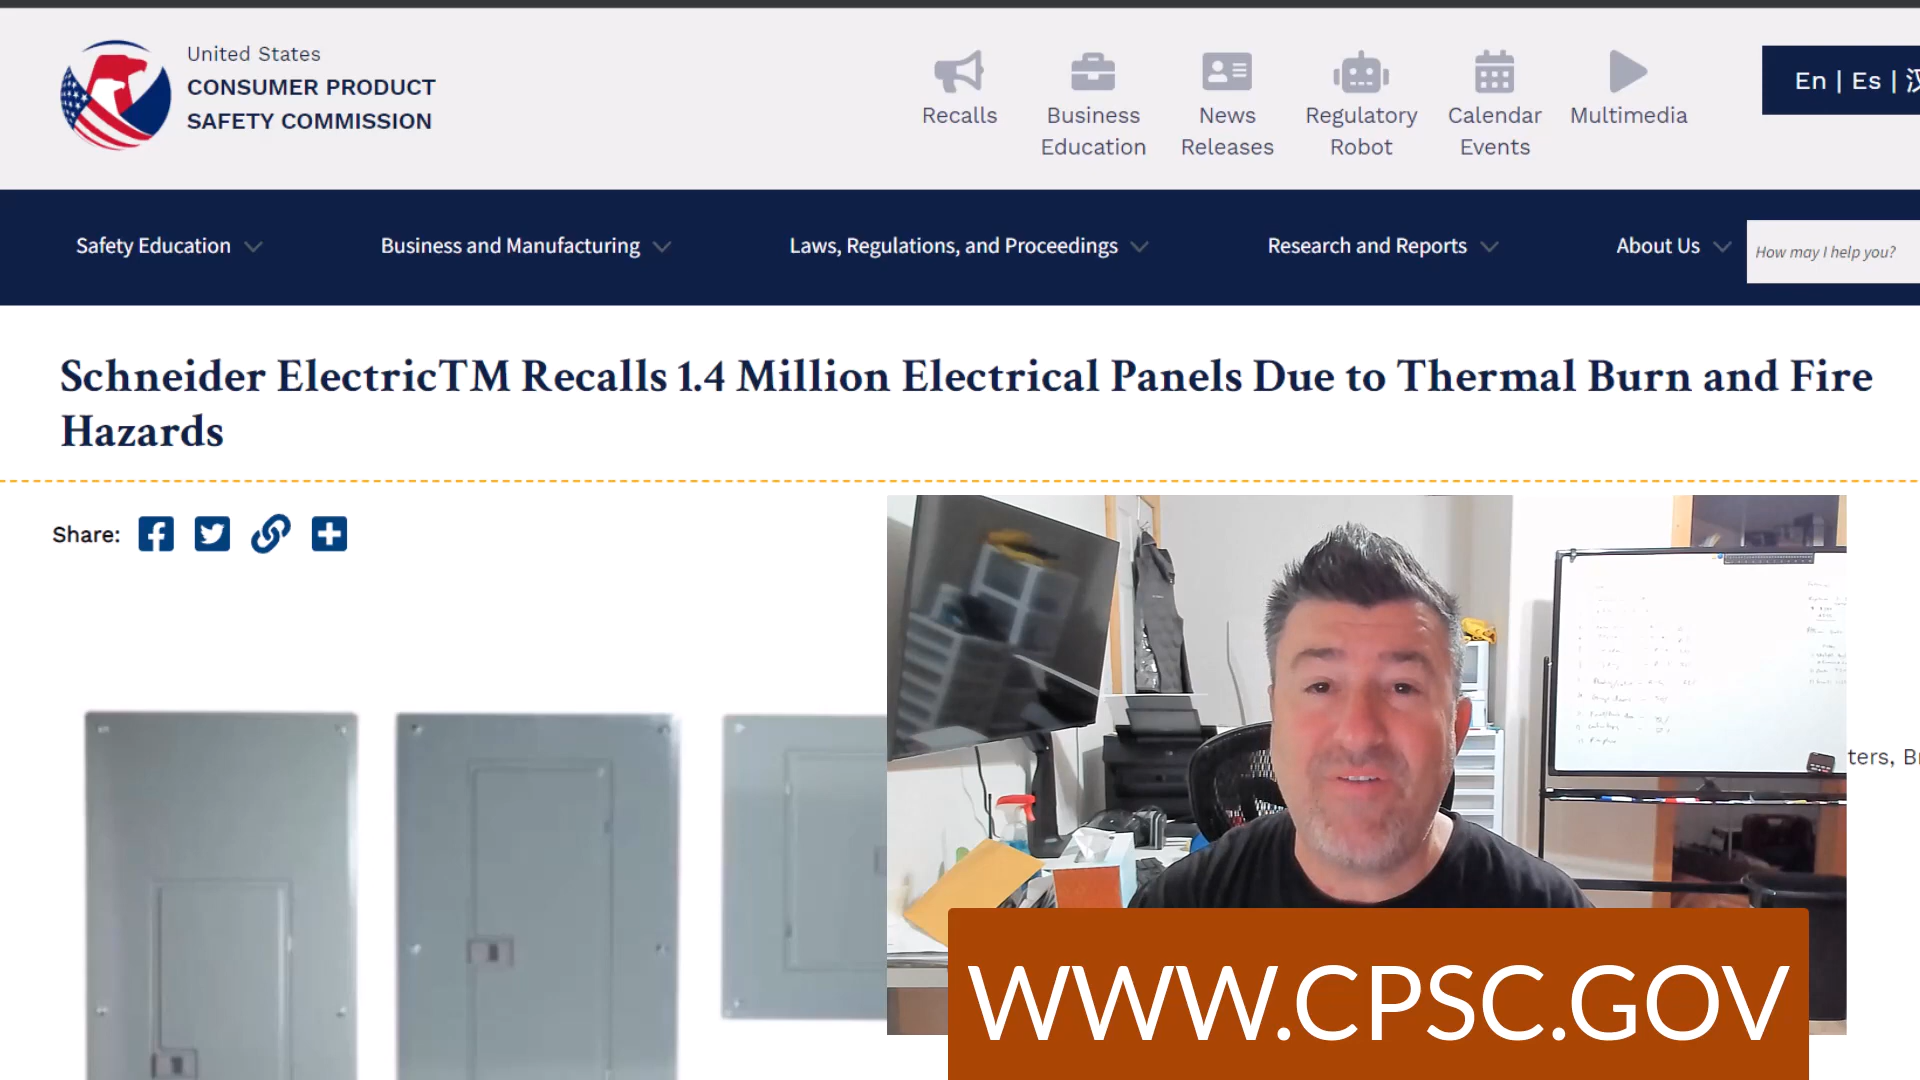 United States
CONSUMER PRODUCT
SAFETY COMMISSION
Recalls
Business
Education
News
Releases
Regulatory
Robot
Calendar
Events
Multimedia
En | Es |
Safety Education
Business and Manufacturing
Laws, Regulations, and Proceedings
Research and Reports
About Us
How may I help you?
Schneider ElectricTM Recalls 1.4 Million Electrical Panels Due to Thermal Burn and Fire
Hazards
Share:
ters, Br
WWW.CPSC.GOV